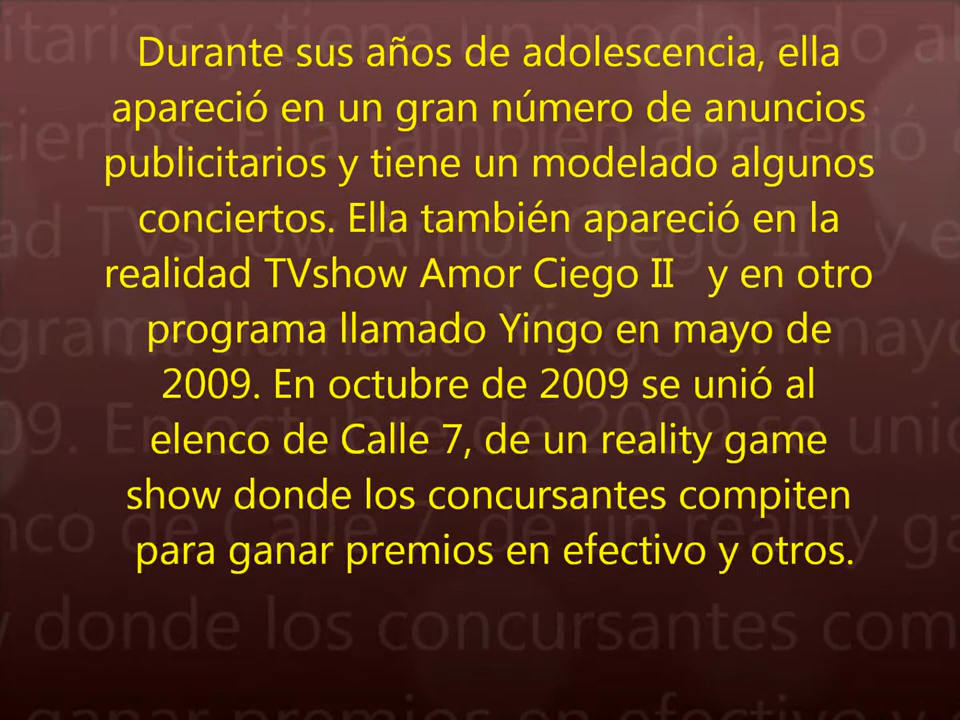 Durante sus años de adolescencia, ella
apareció en un gran número de anuncios
publicitarios y tiene un modelado algunos
conciertos. Ella también apareció en la
realidad TVshow Amor Ciego II y en otro
programa llamado Yingo en mayo de
2009. En octubre de 2009 se unió al
elenco de Calle 7, de un reality game
show donde los concursantes compiten
para ganar premios en efectivo y otros.